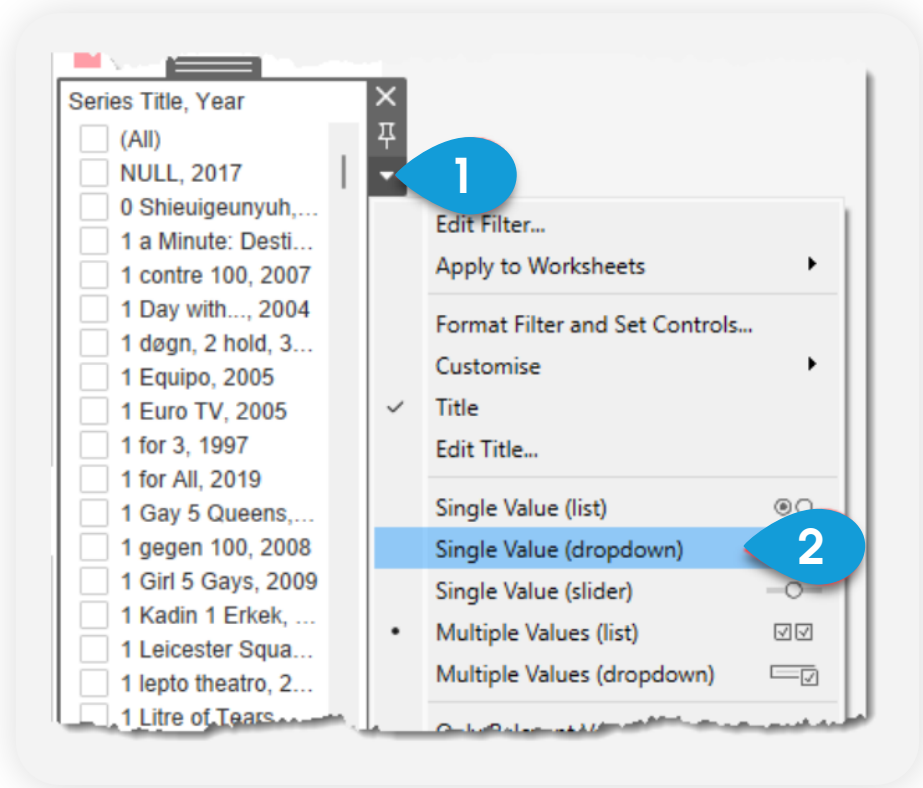 Series Title, Year
(All)
NULL, 2017
0 Shieuigeunyuh,...
1 a Minute: Desti...
1 contre 100, 2007
1 Day with..., 2004
1 døgn, 2 hold, 3...
1 Equipo, 2005
1 Euro TV, 2005
1 for 3, 1997
1 for All, 2019
1 Gay 5 Queens,...
1 gegen 100, 2008
1 Girl 5 Gays, 2009
1 Kadin 1 Erkek, ...
1 Leicester Squa...
1 lepto theatro, 2...
1 Litre of Tears
1
Edit Filter...
Apply to Worksheets
Format Filter and Set Controls...
Customise
Title
Edit Title...
Single Value (list)
Single Value (dropdown)
2
Single Value (slider)
Multiple Values (list)
Multiple Values (dropdown)